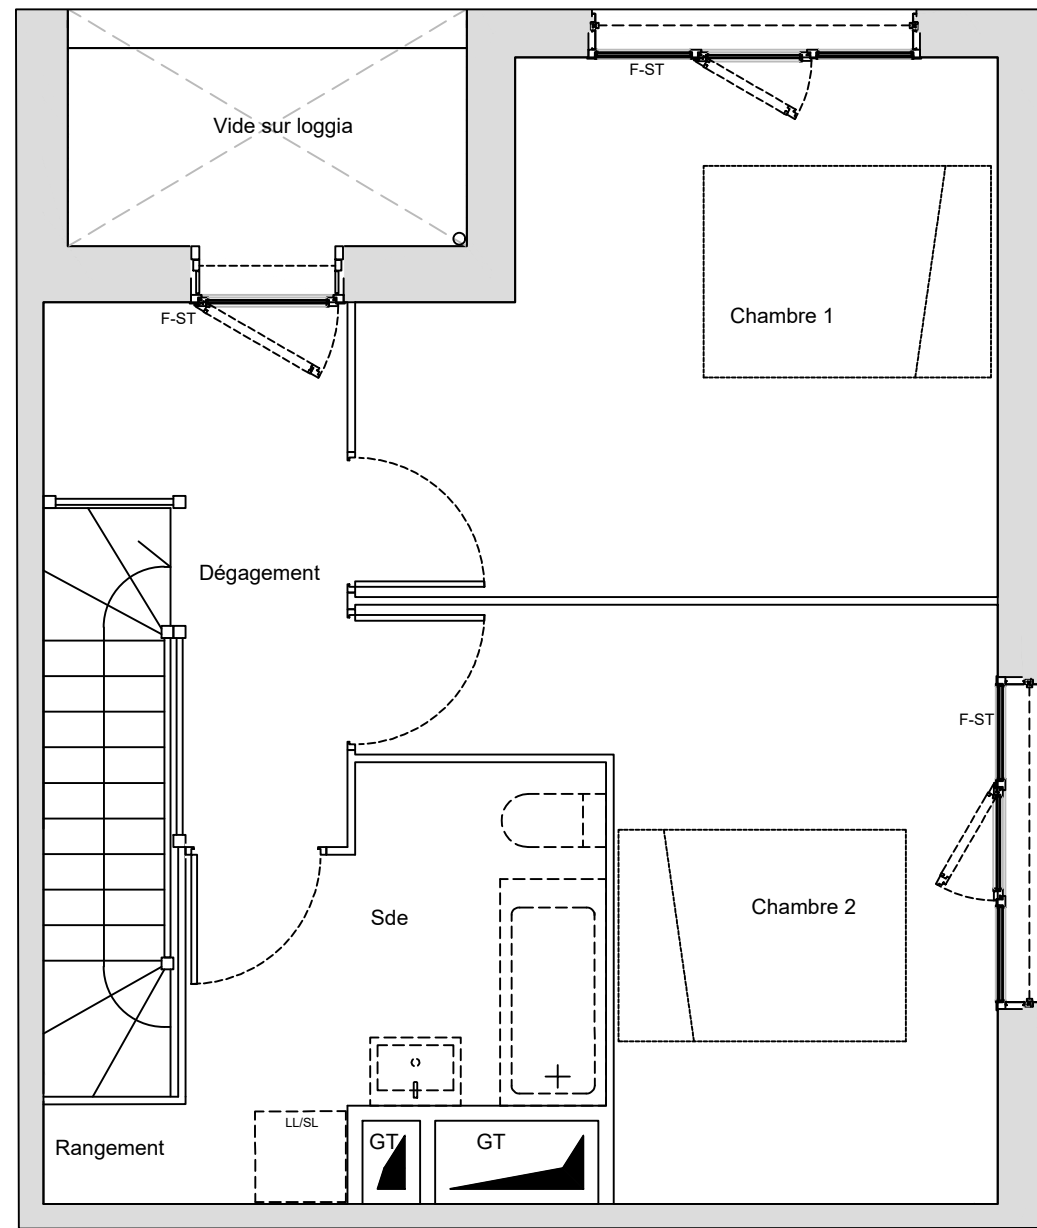 F-ST
Vide sur loggia
Chambre 1
F-ST
Dégagement
F-ST
Chambre 2
Sde
LL/SL
Rangement
GT
GT